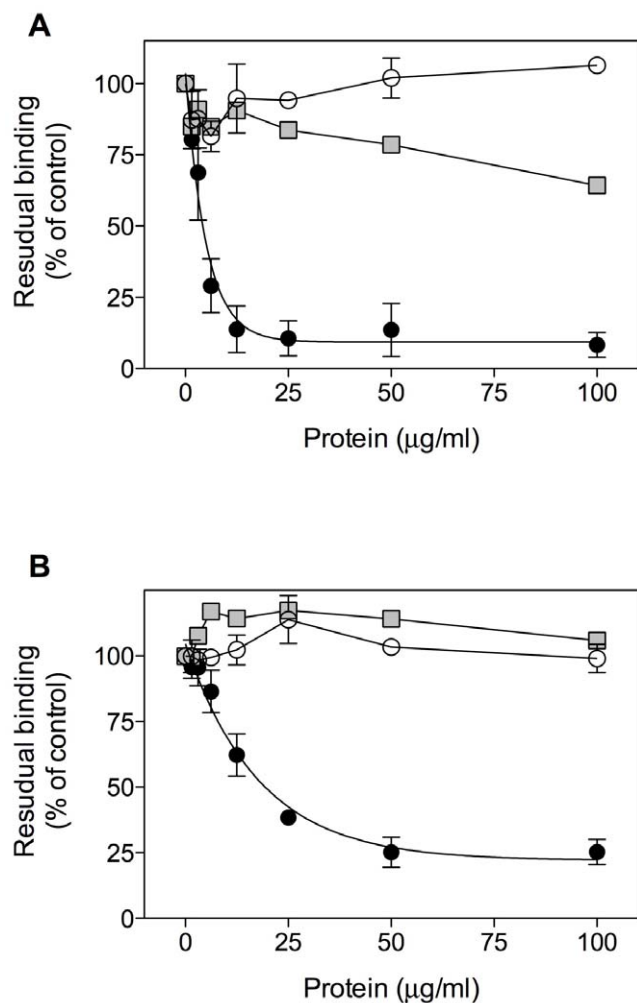 A
Resudual binding
(% of control)
100
75
50
25
0
0 25 50 75 100
Protein (μg/ml)
B
Resudual binding
(% of control)
100
75
50
25
0
0 25 50 75 100
Protein (μg/ml)